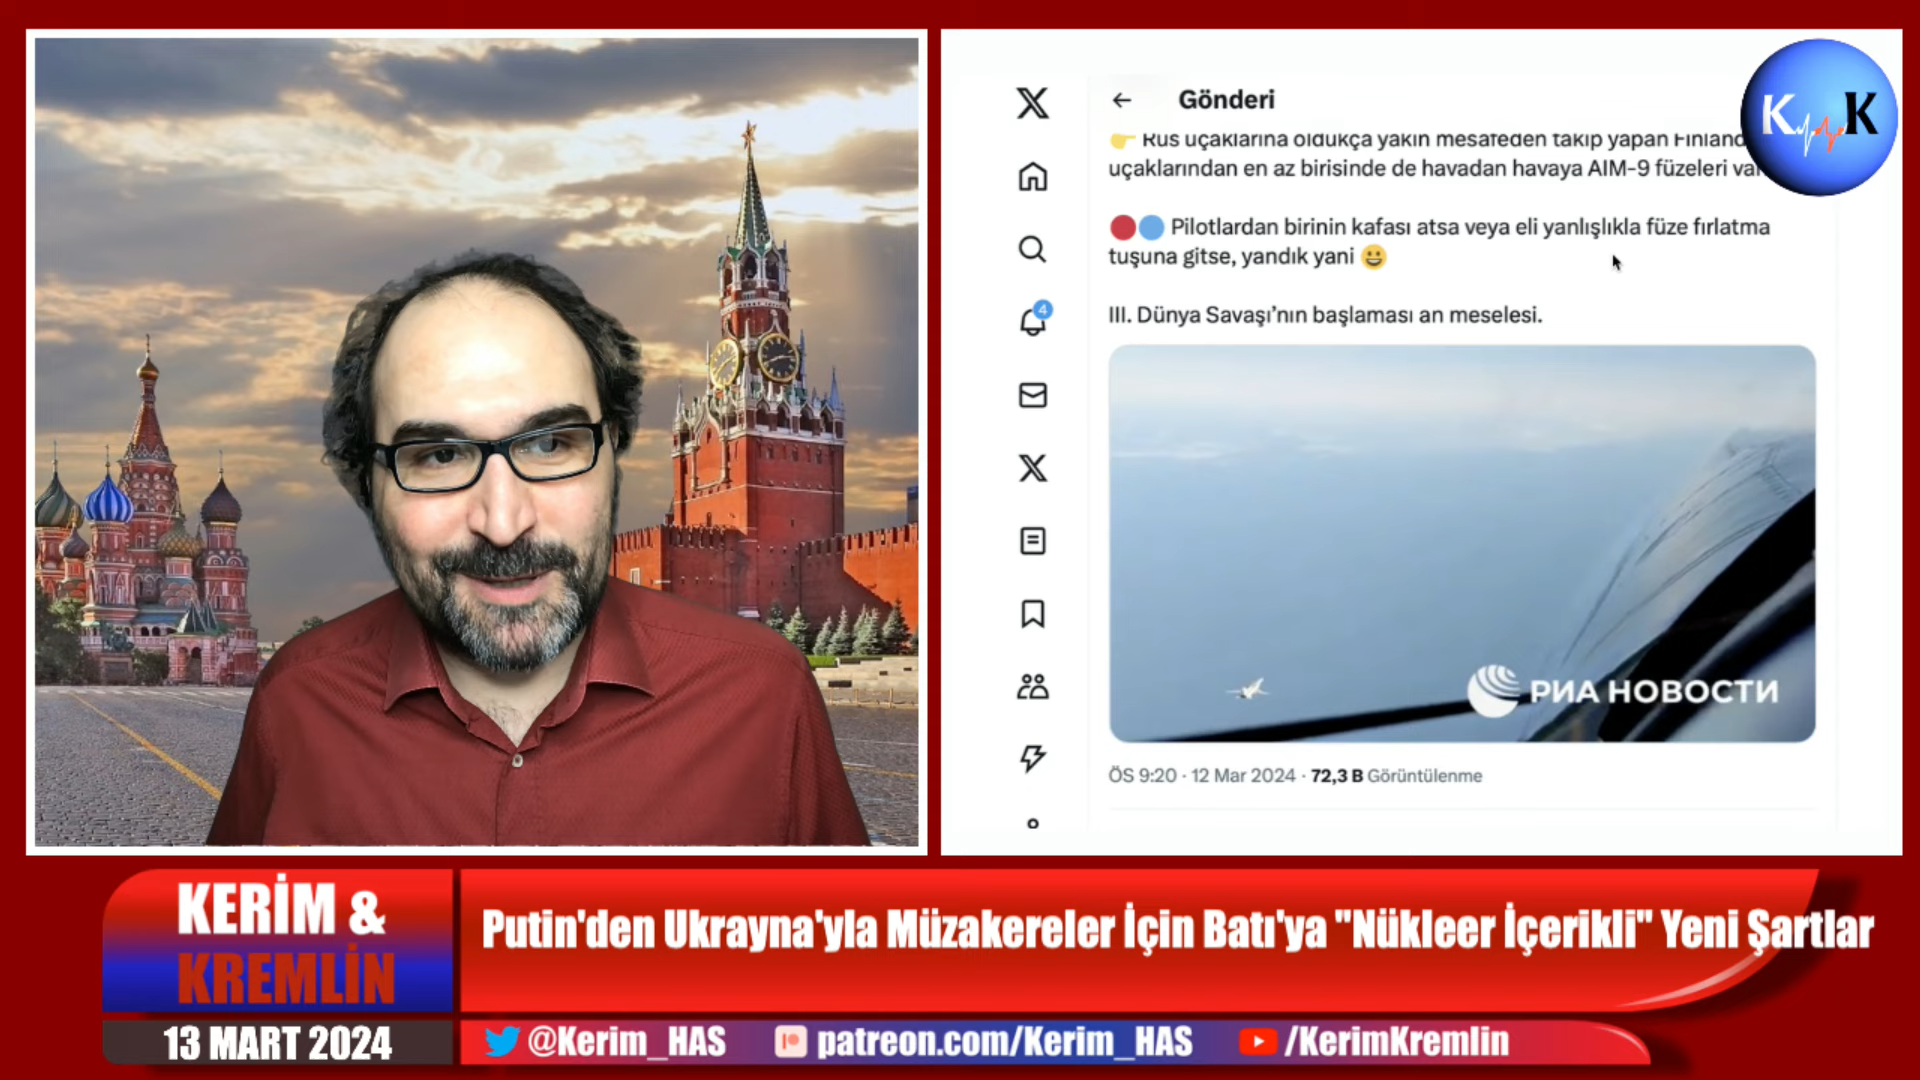 Gönderi
Rus uçaklarına oldukça yakın mesafeden takip yapan
uçaklarından en az birisinde de havadan havaya AIM-9 füzeleri
Pilotlardan birinin kafası atsa veya eli yanlışlıkla füze fırlatma
tuşuna gitse, yandık yani
III. Dünya Savaşı’nın başlaması an meselesi.
РИА НОВОСТИ
ÖS 9:20 · 12 Mar 2024 · 72,3 B Görüntülenme
4
K K
KERİM &
KREMLİN
13 MART 2024
Putin'den Ukrayna'yla Müzakereler İçin Batı'ya "Nükleer İçerikli" Yeni Şartlar
@Kerim_HAS patreon.com/Kerim_HAS /KerimKremlin